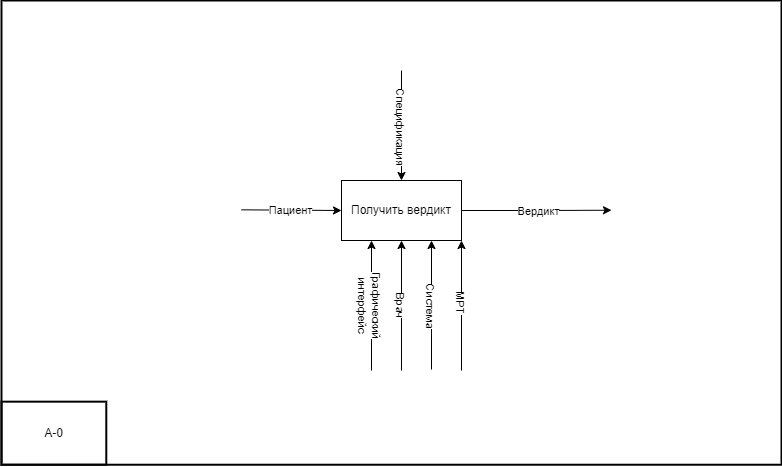 Спецификация
Пациент
Получить вердикт
Вердикт
Графический
интерфейс
Врач
Система
МРТ
A-0